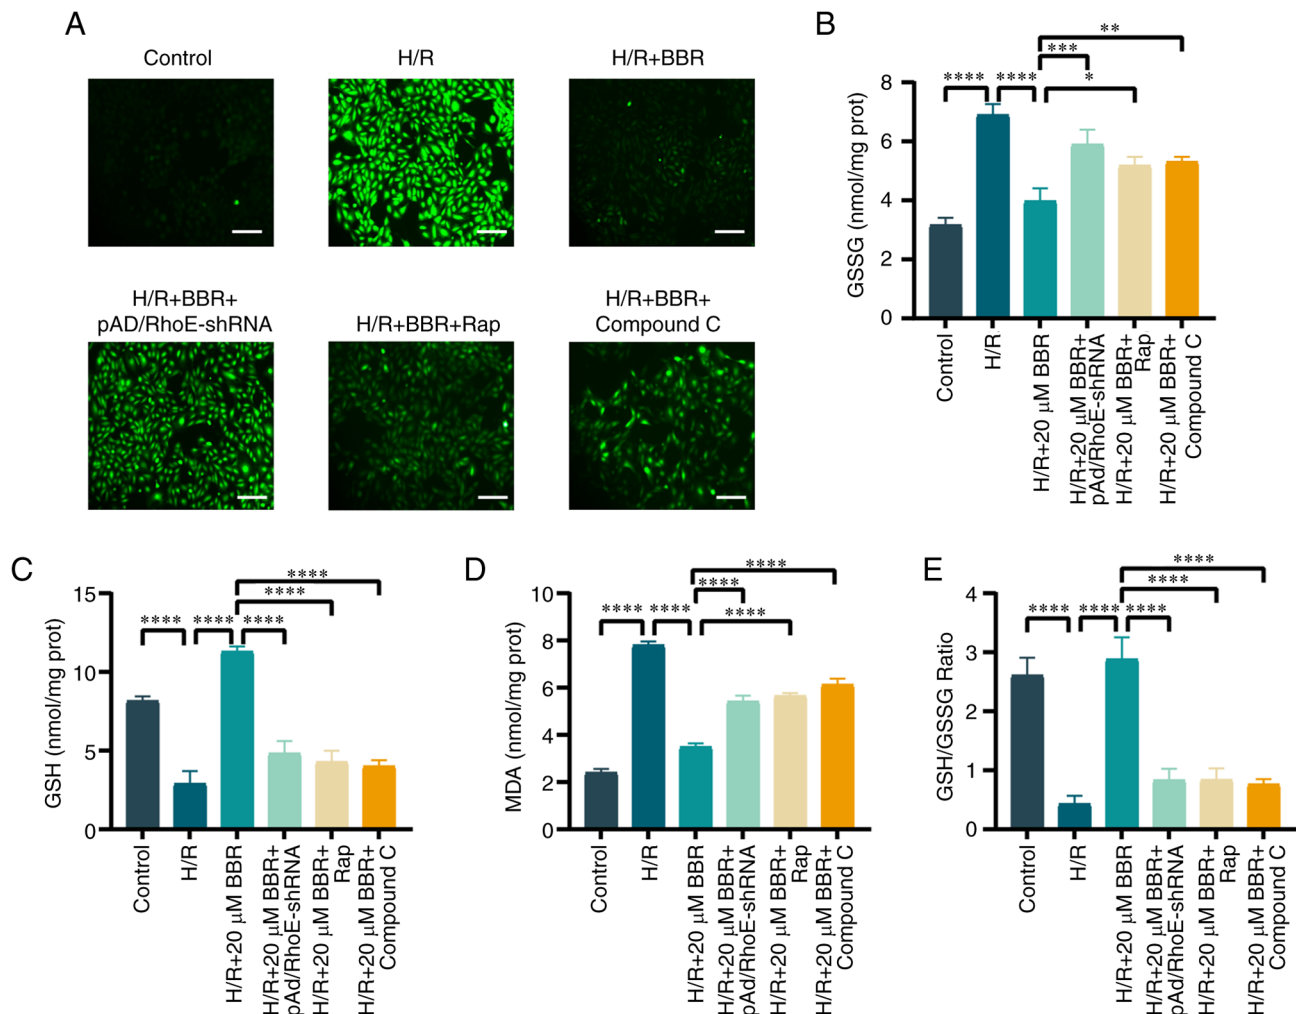 A
Control
H/R
H/R+BBR
H/R+BBR+
pAD/RhoE-shRNA
H/R+BBR+Rap
H/R+BBR+
Compound C
B
GSSG (nmol/mg prot)
8
6
4
2
0
****
****
***
*
**
Control
H/R
H/R+20 μM BBR
H/R+20 μM BBR+
pAd/RhoE-shRNA
H/R+20 μM BBR+
Rap
H/R+20 μM BBR+
Compound C
C
GSH (nmol/mg prot)
15
10
5
0
****
****
****
****
****
Control
H/R
H/R+20 μM BBR
H/R+20 μM BBR+
pAd/RhoE-shRNA
H/R+20 μM BBR+
Rap
H/R+20 μM BBR+
Compound C
D
MDA (nmol/mg prot)
10
8
6
4
2
0
****
****
****
****
****
Control
H/R
H/R+20 μM BBR
H/R+20 μM BBR+
pAd/RhoE-shRNA
H/R+20 μM BBR+
Rap
H/R+20 μM BBR+
Compound C
E
GSH/GSSG Ratio
4
3
2
1
0
****
****
****
****
****
Control
H/R
H/R+20 μM BBR
H/R+20 μM BBR+
pAd/RhoE-shRNA
H/R+20 μM BBR+
Rap
H/R+20 μM BBR+
Compound C